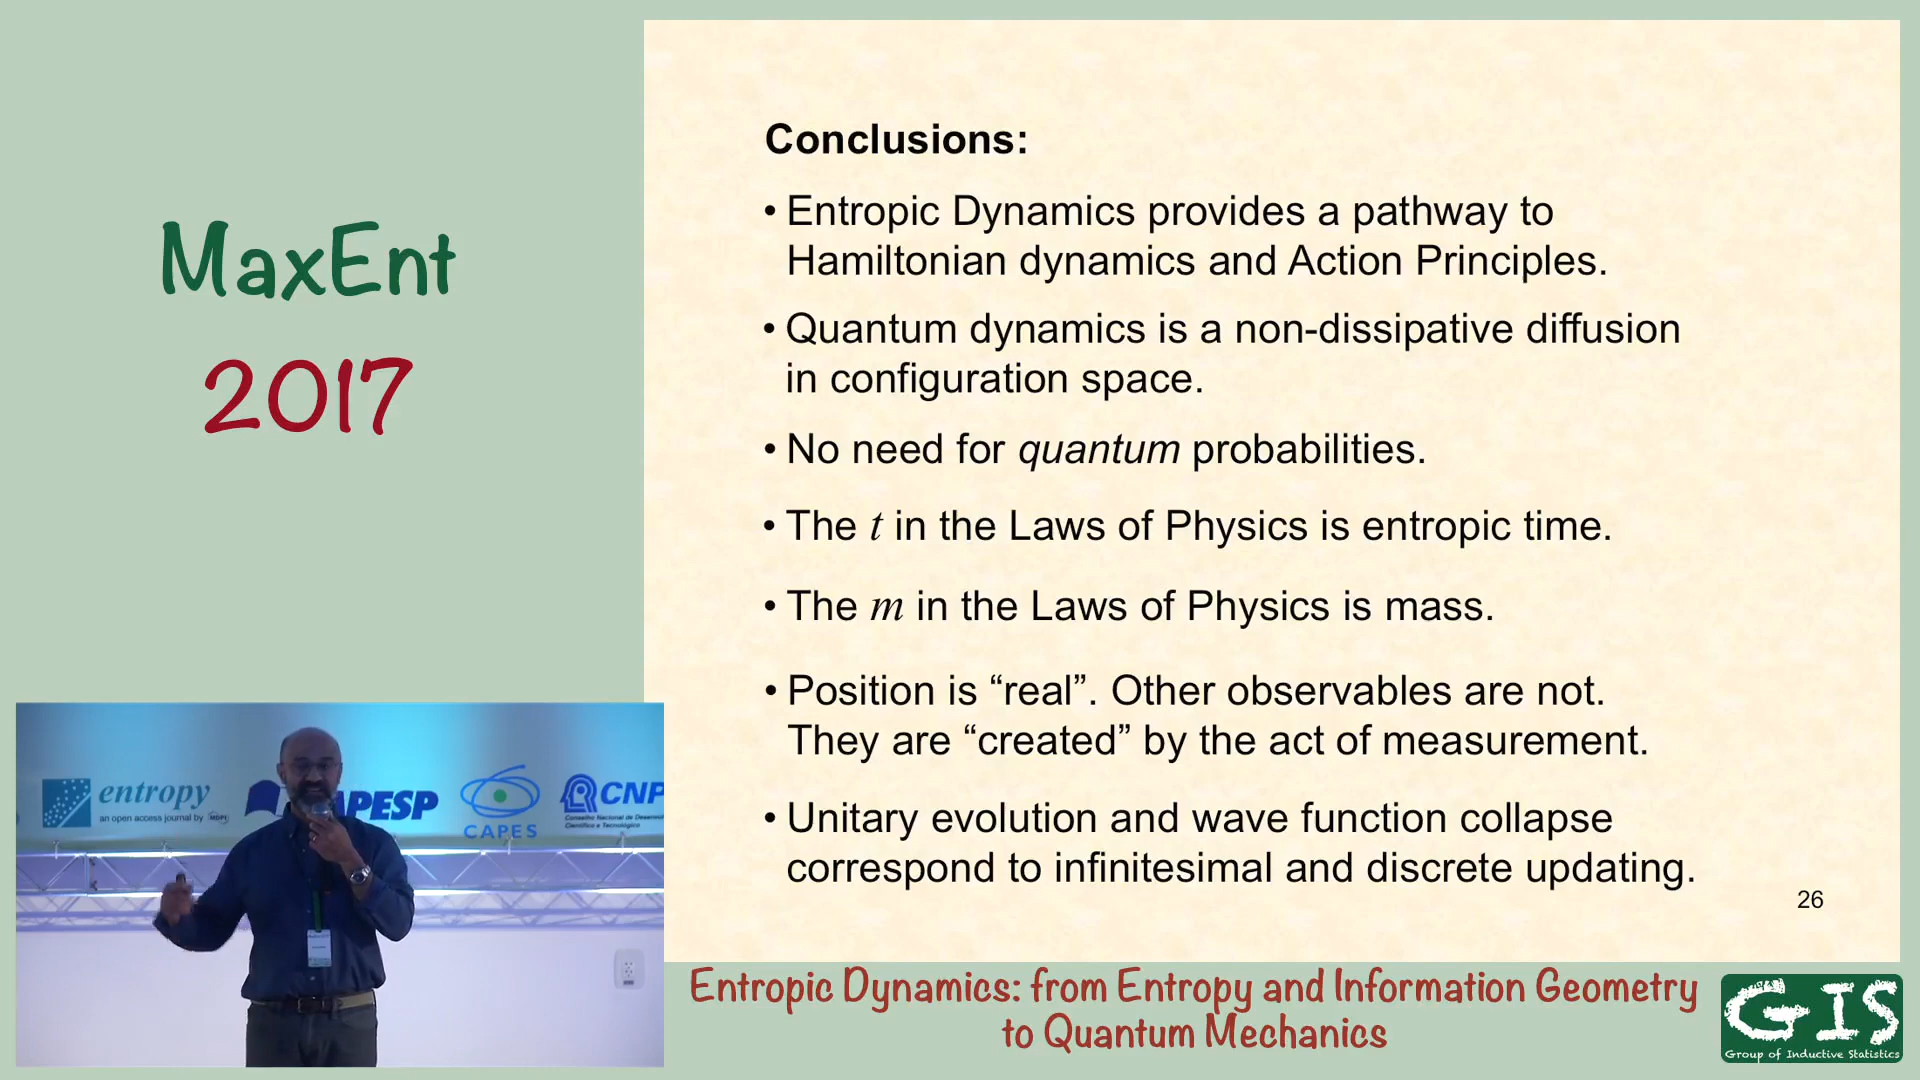 MaxEnt
2017
Conclusions:
• Entropic Dynamics provides a pathway to
Hamiltonian dynamics and Action Principles.
• Quantum dynamics is a non-dissipative diffusion
in configuration space.
• No need for quantum probabilities.
• The t in the Laws of Physics is entropic time.
• The m in the Laws of Physics is mass.
• Position is “real”. Other observables are not.
They are “created” by the act of measurement.
• Unitary evolution and wave function collapse
correspond to infinitesimal and discrete updating.
26
entropy
an open access journal by MDPI
APESP
CAPES
CNP
Conselho Nacional de Desenvol
Científico e Tecnológico
Entropic Dynamics: from Entropy and Information Geometry
to Quantum Mechanics
GIS
Group of Inductive Statistics